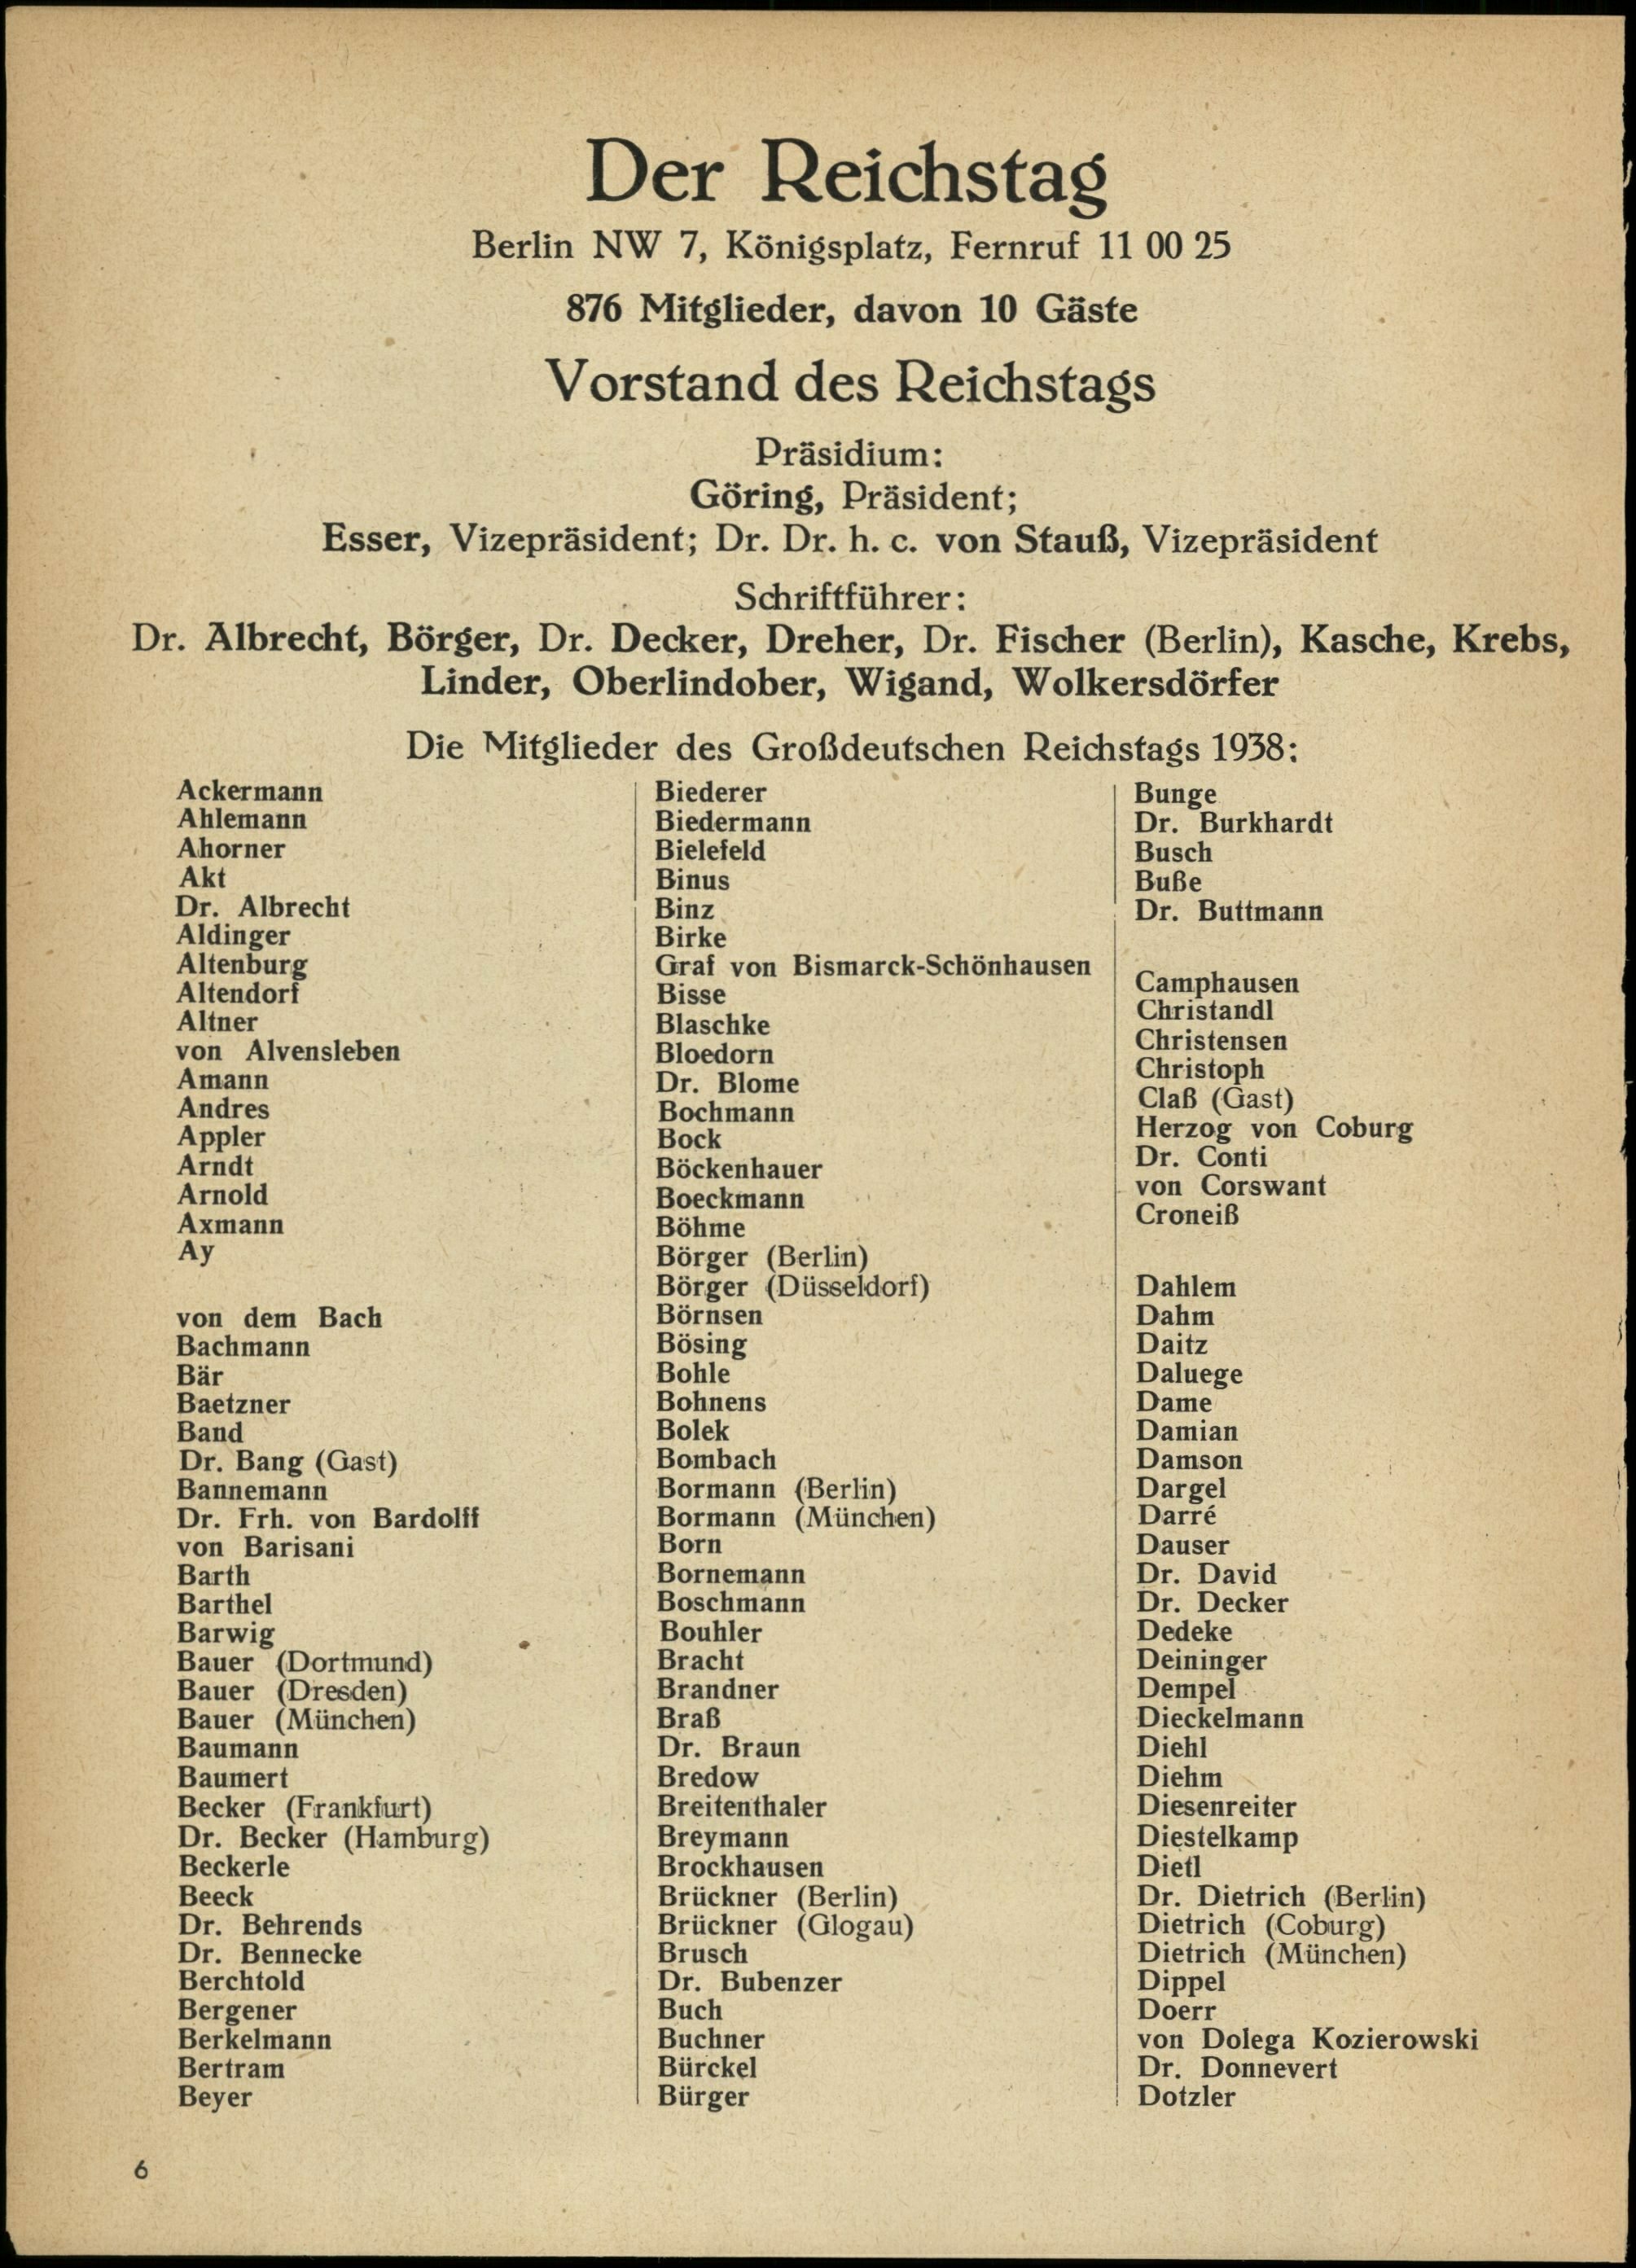 Der Reichstag
Berlin NW 7, Königsplatz, Fernruf 11 00 25
876 Mitglieder, davon 10 Gäste
Vorstand des Reichstags
Präsidium:
Göring, Präsident;
Esser, Vizepräsident; Dr. Dr. h. c. von Stauß, Vizepräsident
Schriftführer:
Dr. Albrecht, Börger, Dr. Decker, Dreher, Dr. Fischer (Berlin), Kasche, Krebs,
Linder, Oberlindober, Wigand, Wolkersdörfer
Die Mitglieder des Großdeutschen Reichstags 1938:
Ackermann
Ahlemann
Ahorner
Akt
Dr. Albrecht
Aldinger
Altenburg
Altendorf
Altner
von Alvensleben
Amann
Andres
Appler
Arndt
Arnold
Axmann
Ay
von dem Bach
Bachmann
Bär
Baetzner
Band
Dr. Bang (Gast)
Bannemann
Dr. Frh. von Bardolff
von Barisani
Barth
Barthel
Barwig
Bauer (Dortmund)
Bauer (Dresden)
Bauer (München)
Baumann
Baumert
Becker (Frankfurt)
Dr. Becker (Hamburg)
Beckerle
Beeck
Dr. Behrends
Dr. Bennecke
Berchtold
Bergener
Berkelmann
Bertram
Beyer
Biederer
Biedermann
Bielefeld
Binus
Binz
Birke
Graf von Bismarck-Schönhausen
Bisse
Blaschke
Bloedorn
Dr. Blome
Bochmann
Bock
Böckenhauer
Boeckmann
Böhme
Börger (Berlin)
Börger (Düsseldorf)
Börnsen
Bösing
Bohle
Bohnens
Bolek
Bombach
Bormann (Berlin)
Bormann (München)
Born
Bornemann
Boschmann
Bouhler
Bracht
Brandner
Braß
Dr. Braun
Bredow
Breitenthaler
Breymann
Brockhausen
Brückner (Berlin)
Brückner (Glogau)
Brusch
Dr. Bubenzer
Buch
Buchner
Bürckel
Bürger
Bunge
Dr. Burkhardt
Busch
Buße
Dr. Buttmann
Camphausen
Christandl
Christensen
Christoph
Claß (Gast)
Herzog von Coburg
Dr. Conti
von Corswant
Croneiß
Dahlem
Dahm
Daitz
Daluege
Dame
Damian
Damson
Dargel
Darré
Dauser
Dr. David
Dr. Decker
Dedeke
Deininger
Dempel
Dieckelmann
Diehl
Diehm
Diesenreiter
Diestelkamp
Dietl
Dr. Dietrich (Berlin)
Dietrich (Coburg)
Dietrich (München)
Dippel
Doerr
von Dolega Kozierowski
Dr. Donnevert
Dotzler
6